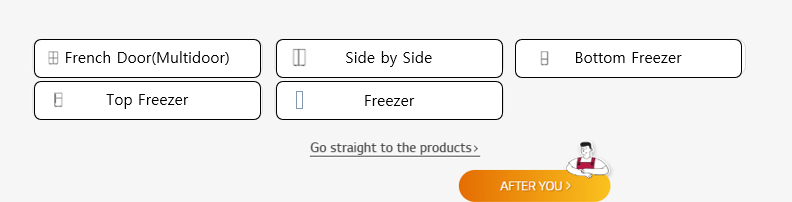 French Door(Multidoor)
Side by Side
Bottom Freezer
Top Freezer
Freezer
Go straight to the products›
AFTER YOU ›